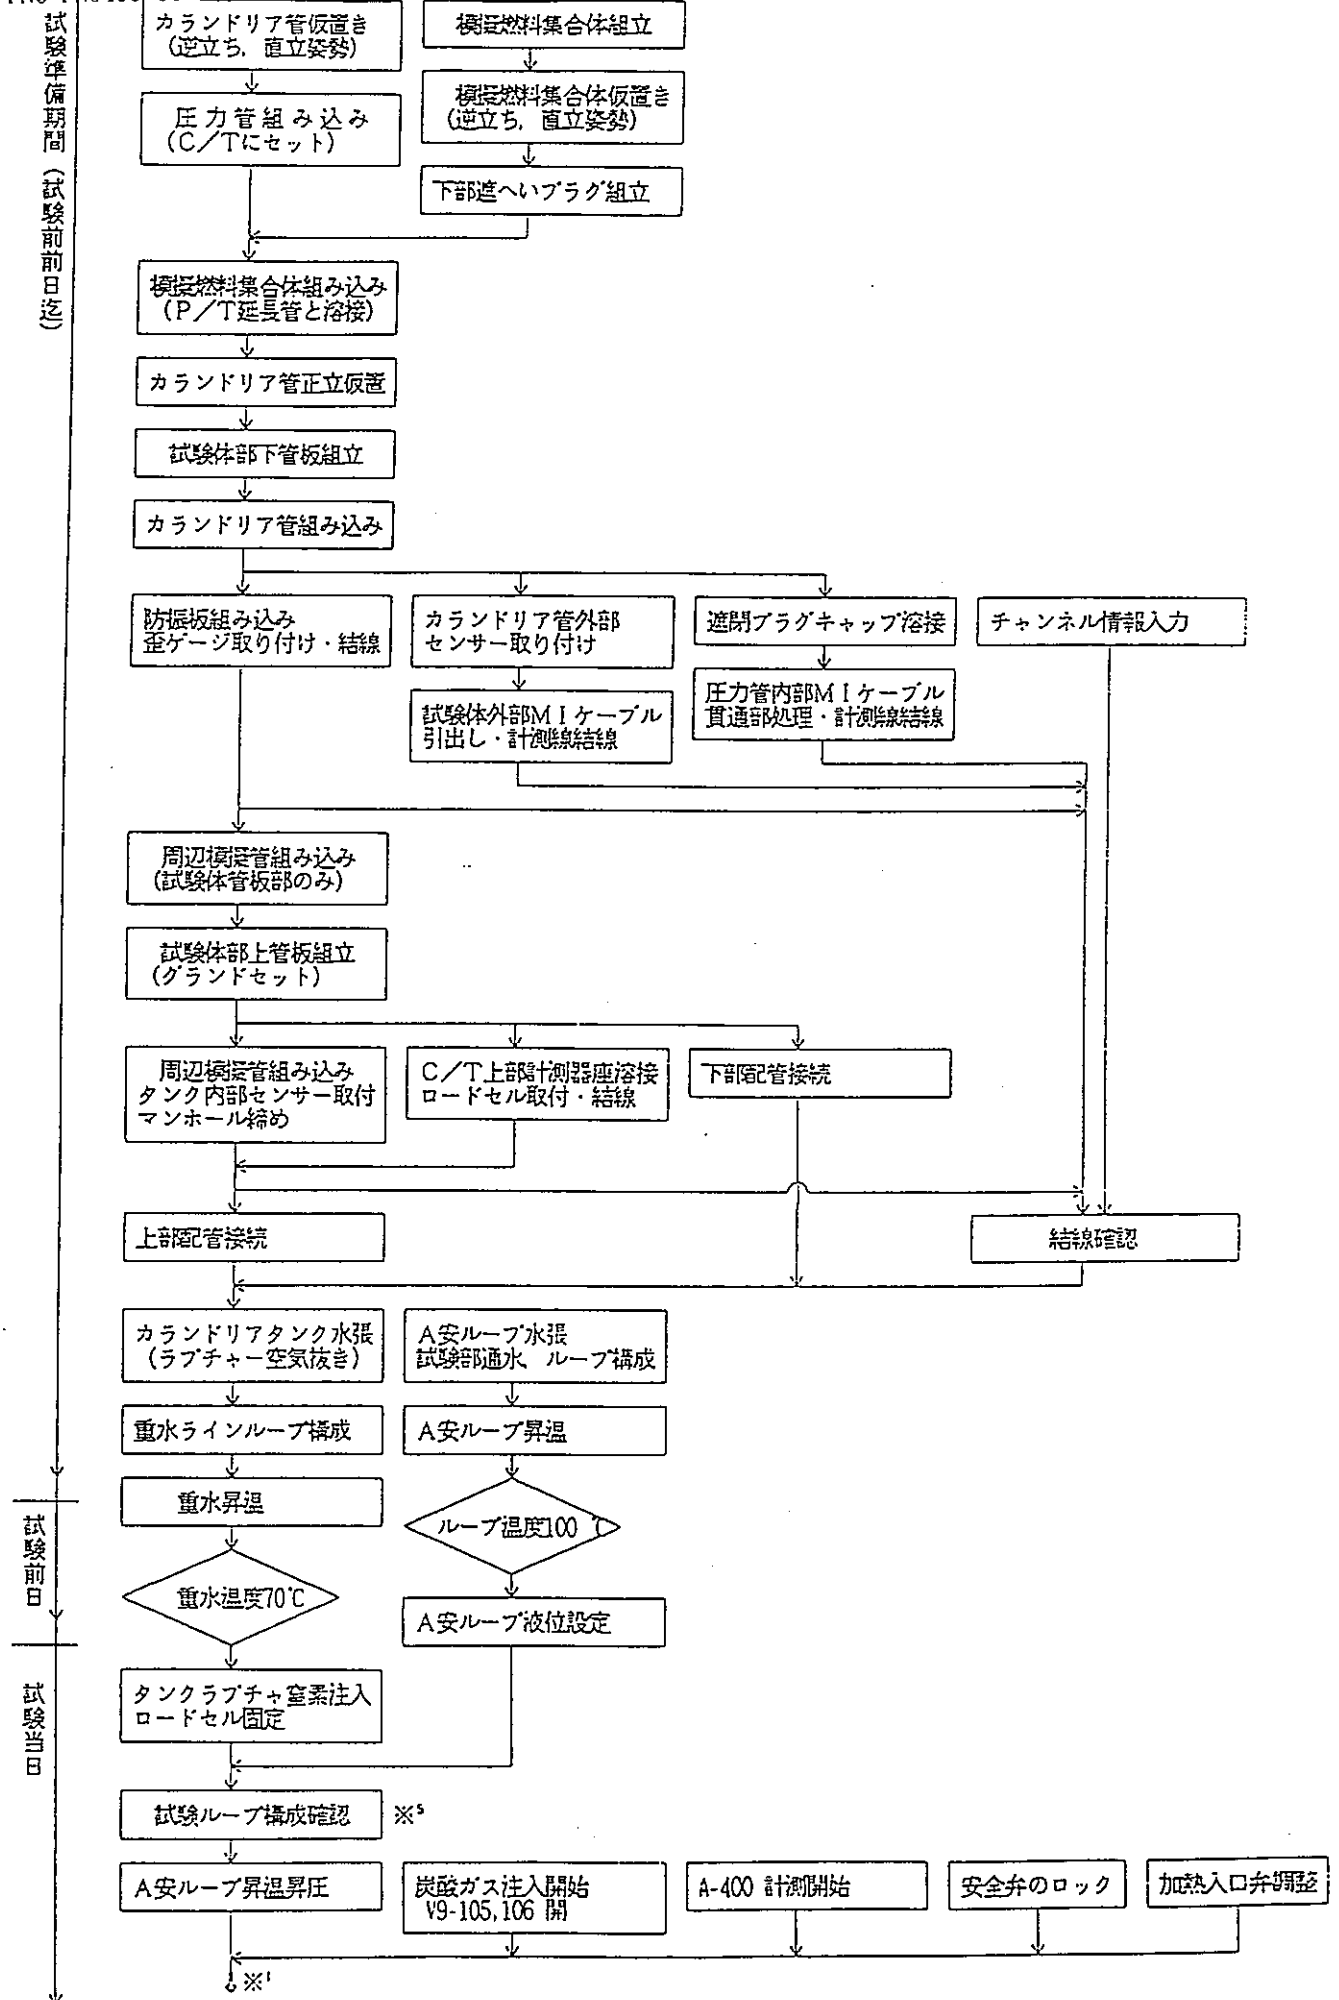 試験準備期間（試験前前日迄）
カランドリア管仮置き
（逆立ち，直立姿勢）
模擬燃料集合体組立
圧力管組み込み
（C／Tにセット）
模擬燃料集合体仮置き
（逆立ち，直立姿勢）
下部遮へいプラグ組立
模擬燃料集合体組み込み
（P／T延長管と溶接）
カランドリア管正立仮置
試験体部下管板組立
カランドリア管組み込み
防振板組み込み
歪ゲージ取り付け・結線
カランドリア管外部
センサー取り付け
遮閉プラグキャップ溶接
チャンネル情報入力
試験体外部MIケーブル
引出し・計測線結線
圧力管内部MIケーブル
貫通部処理・計測線結線
周辺模擬管組み込み
（試験体管板部のみ）
試験体部上管板組立
（グランドセット）
周辺模擬管組み込み
タンク内部センサー取付
マンホール締め
C／T上部計測器座溶接
ロードセル取付・結線
下部配管接続
上部配管接続
結線確認
カランドリアタンク水張
（ラプチャー空気抜き）
A安ループ水張
試験部通水，ループ構成
重水ラインループ構成
A安ループ昇温
試験前日
重水昇温
ループ温度100℃
重水温度70℃
A安ループ液位設定
試験当日
タンクラプチャ窒素注入
ロードセル固定
試験ループ構成確認
※5
A安ループ昇温昇圧
炭酸ガス注入開始
V9-105,106 開
A-400 計測開始
安全弁のロック
加熱入口弁調整
※1